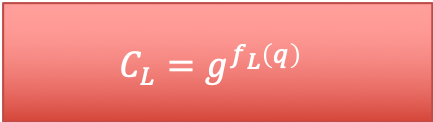 C_L = g^{f_L(q)}